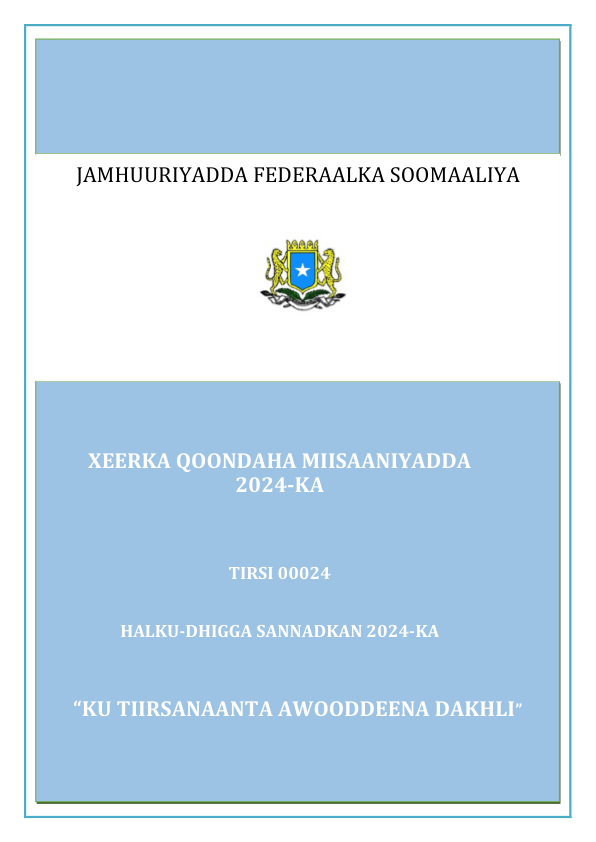 JAMHUURIYADDA FEDERAALKA SOOMAALIYA
XEERKA QOONDAHA MIISAANIYADDA
2024-KA
TIRSI 00024
HALKU-DHIGGA SANNADKAN 2024-KA
“KU TIIRSANAANTA AWOODDEENA DAKHLI”